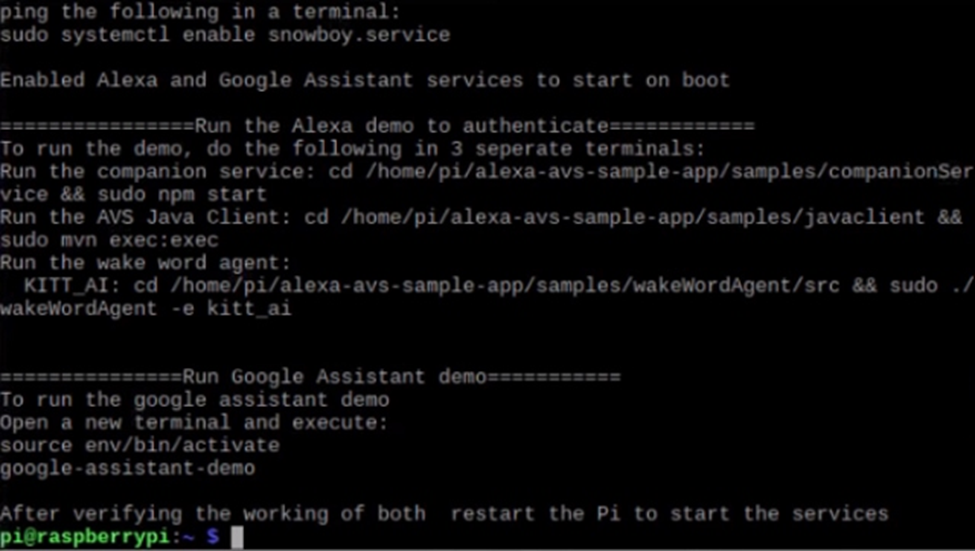 ping the following in a terminal:
sudo systemctl enable snowboy.service
Enabled Alexa and Google Assistant services to start on boot
================Run the Alexa demo to authenticate============
To run the demo, do the following in 3 seperate terminals:
Run the companion service: cd /home/pi/alexa-avs-sample-app/samples/companionSer
vice && sudo npm start
Run the AVS Java Client: cd /home/pi/alexa-avs-sample-app/samples/javaclient &&
sudo mvn exec:exec
Run the wake word agent:
  KITT_AI: cd /home/pi/alexa-avs-sample-app/samples/wakeWordAgent/src && sudo ./
wakeWordAgent -e kitt_ai
===============Run Google Assistant demo===========
To run the google assistant demo
Open a new terminal and execute:
source env/bin/activate
google-assistant-demo
After verifying the working of both  restart the Pi to start the services
pi@raspberrypi:~ $